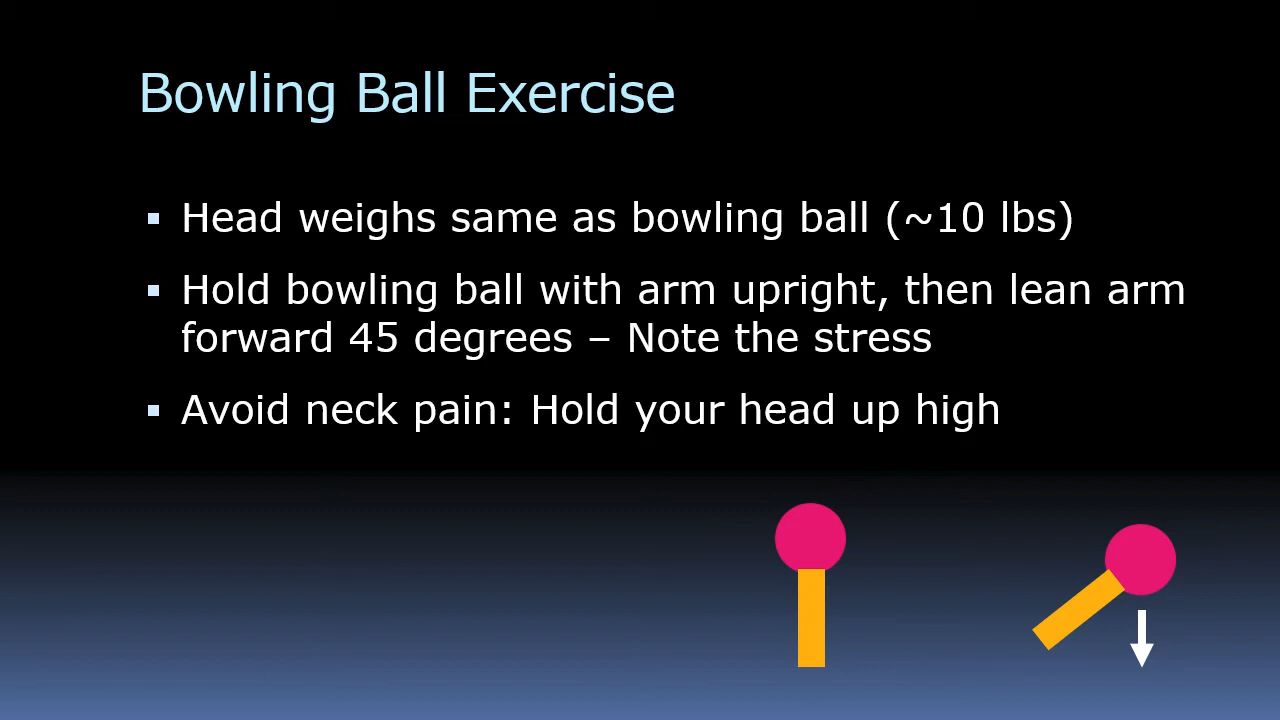 Bowling Ball Exercise
▪ Head weighs same as bowling ball (~10 lbs)
▪ Hold bowling ball with arm upright, then lean arm
forward 45 degrees – Note the stress
▪ Avoid neck pain: Hold your head up high